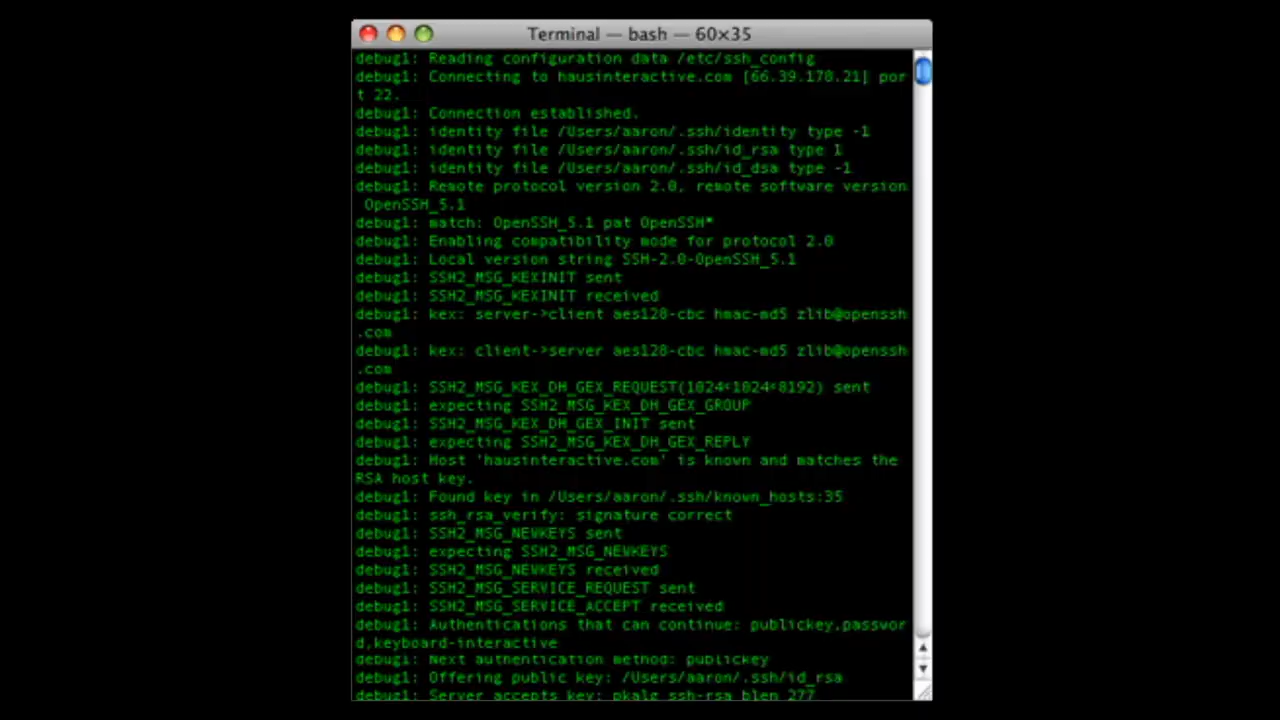 Terminal — bash — 60×35
debug1: Reading configuration data /etc/ssh_config
debug1: Connecting to hausinteractive.com [66.39.178.21] por
t 22.
debug1: Connection established.
debug1: identity file /Users/aaron/.ssh/identity type -1
debug1: identity file /Users/aaron/.ssh/id_rsa type 1
debug1: identity file /Users/aaron/.ssh/id_dsa type -1
debug1: Remote protocol version 2.0, remote software version
OpenSSH_5.1
debug1: match: OpenSSH_5.1 pat OpenSSH*
debug1: Enabling compatibility mode for protocol 2.0
debug1: Local version string SSH-2.0-OpenSSH_5.1
debug1: SSH2_MSG_KEXINIT sent
debug1: SSH2_MSG_KEXINIT received
debug1: kex: server->client aes128-cbc hmac-md5 zlib@openssh
.com
debug1: kex: client->server aes128-cbc hmac-md5 zlib@openssh
.com
debug1: SSH2_MSG_KEX_DH_GEX_REQUEST(1024<1024<8192) sent
debug1: expecting SSH2_MSG_KEX_DH_GEX_GROUP
debug1: SSH2_MSG_KEX_DH_GEX_INIT sent
debug1: expecting SSH2_MSG_KEX_DH_GEX_REPLY
debug1: Host 'hausinteractive.com' is known and matches the
RSA host key.
debug1: Found key in /Users/aaron/.ssh/known_hosts:35
debug1: ssh_rsa_verify: signature correct
debug1: SSH2_MSG_NEWKEYS sent
debug1: expecting SSH2_MSG_NEWKEYS
debug1: SSH2_MSG_NEWKEYS received
debug1: SSH2_MSG_SERVICE_REQUEST sent
debug1: SSH2_MSG_SERVICE_ACCEPT received
debug1: Authentications that can continue: publickey,passwor
d,keyboard-interactive
debug1: Next authentication method: publickey
debug1: Offering public key: /Users/aaron/.ssh/id_rsa
debug1: Server accepts key: pkalg ssh-rsa blen 277